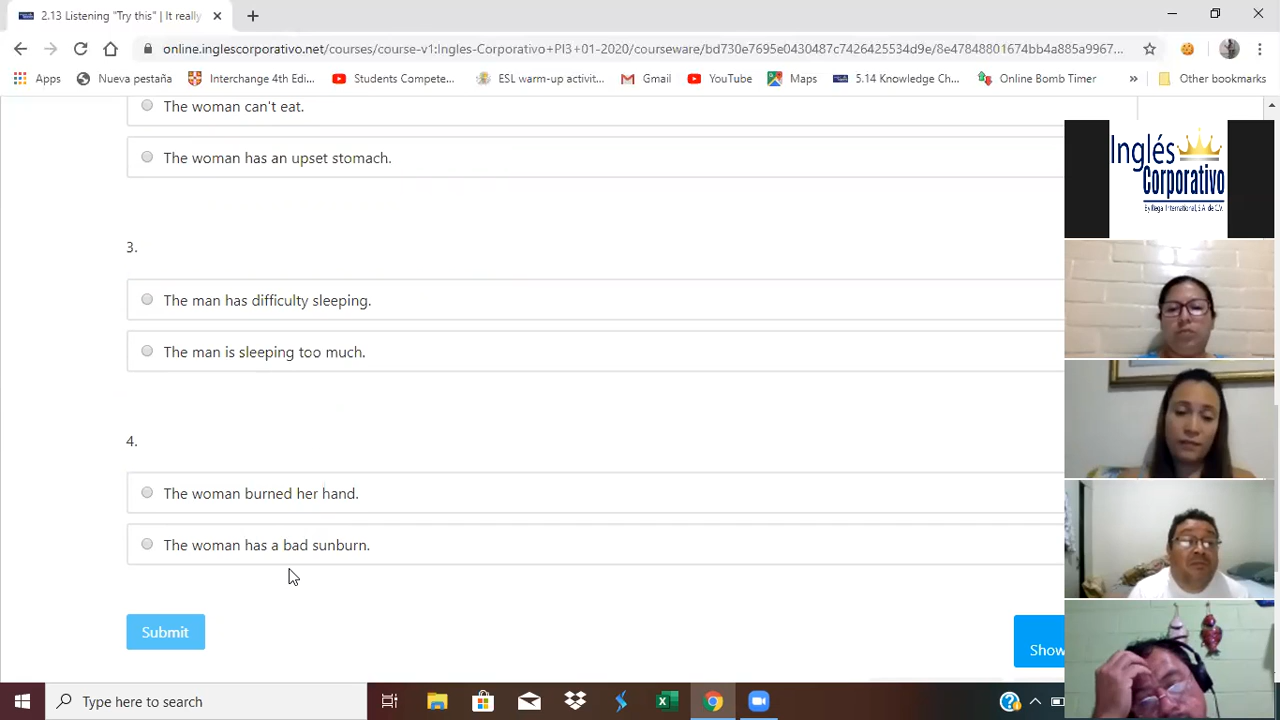 2.13 Listening "Try this" | It really
online.inglescorporativo.net/courses/course-v1:Ingles-Corporativo+PI3+01-2020/courseware/bd730e7695e0430487c7426425534d9e/8e47848801674bb4a885a9967...
Apps Nueva pestaña Interchange 4th Edi... Students Compete... ESL warm-up activit... Gmail YouTube Maps 5.14 Knowledge Ch... Online Bomb Timer » Other bookmarks
The woman can't eat.
The woman has an upset stomach.
3.
The man has difficulty sleeping.
The man is sleeping too much.
4.
The woman burned her hand.
The woman has a bad sunburn.
Submit
Show
Inglés
Corporativo
By Rega International, S.A. de C.V.
Type here to search